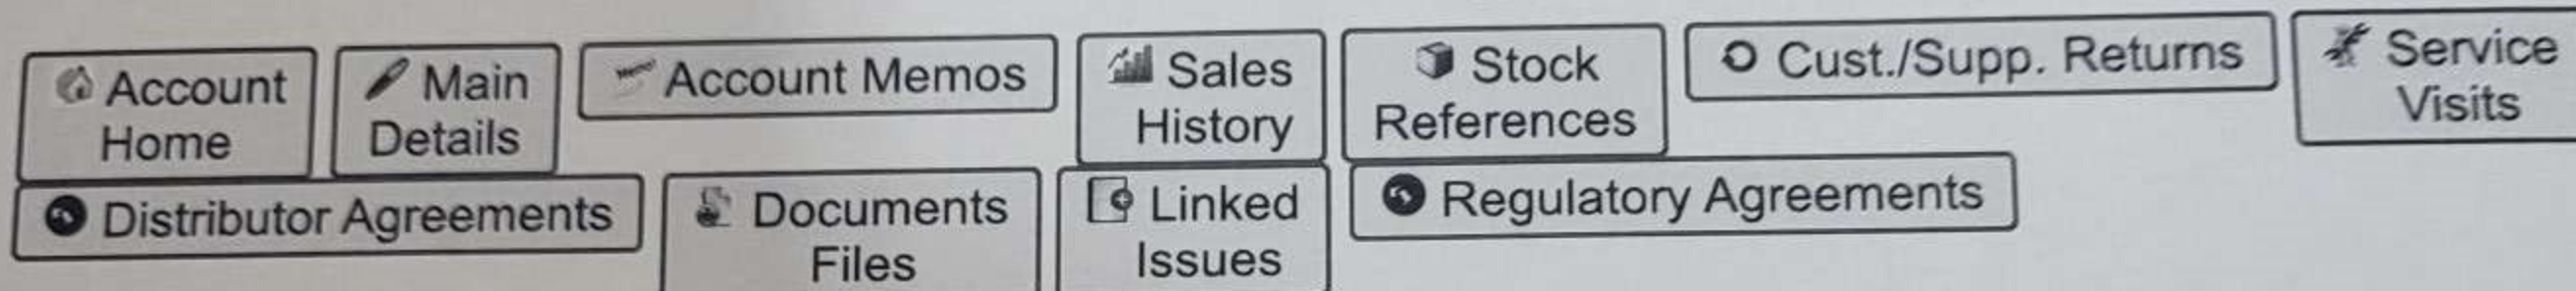 Account
Home
Main
Details
Account Memos
Sales
History
Stock
References
Cust./Supp. Returns
Service
Visits
Distributor Agreements
Documents
Files
Linked
Issues
Regulatory Agreements